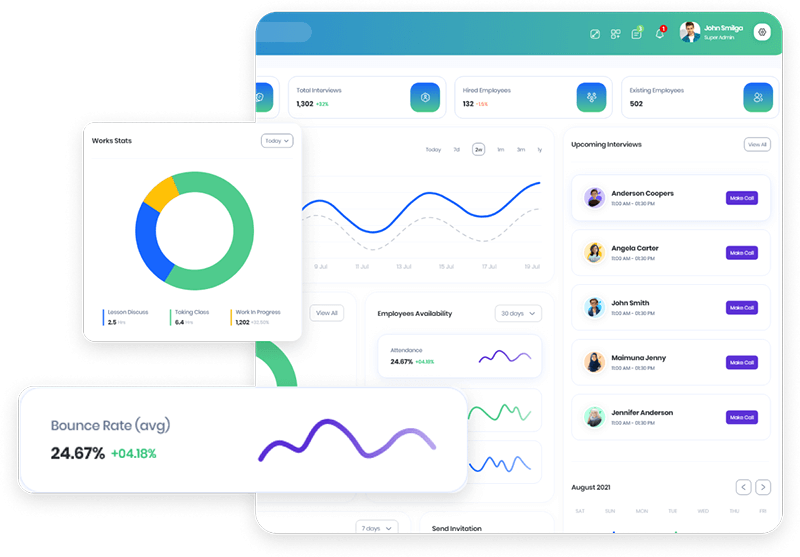 3
1
John Smilga
Super Admin
Total Interviews
1,302 +3.2%
Hired Employees
132 -1.5%
Existing Employees
502
Works Stats
Today
Today 7d 2w 1m 3m 1y
Upcoming Interviews
View All
Anderson Coopers
11:00 AM - 01:30 PM
Make Call
Angela Carter
11:00 AM - 01:30 PM
Make Call
9 Jul 11 Jul 13 Jul 15 Jul 17 Jul 19 Jul
Lesson Discuss
2.5
Taking Class
6.4
Work In Progress
1,202
View All
Employees Availability
30 days
John Smith
11:00 AM - 01:30 PM
Make Call
Attendance
24.67% +04.18%
Maimuna Jenny
11:00 AM - 01:30 PM
Make Call
Jennifer Anderson
11:00 AM - 01:30 PM
Make Call
Bounce Rate (avg)
24.67% +04.18%
August 2021
SAT SUN MON TUE WED THU FRI
7 days
Send Invitation